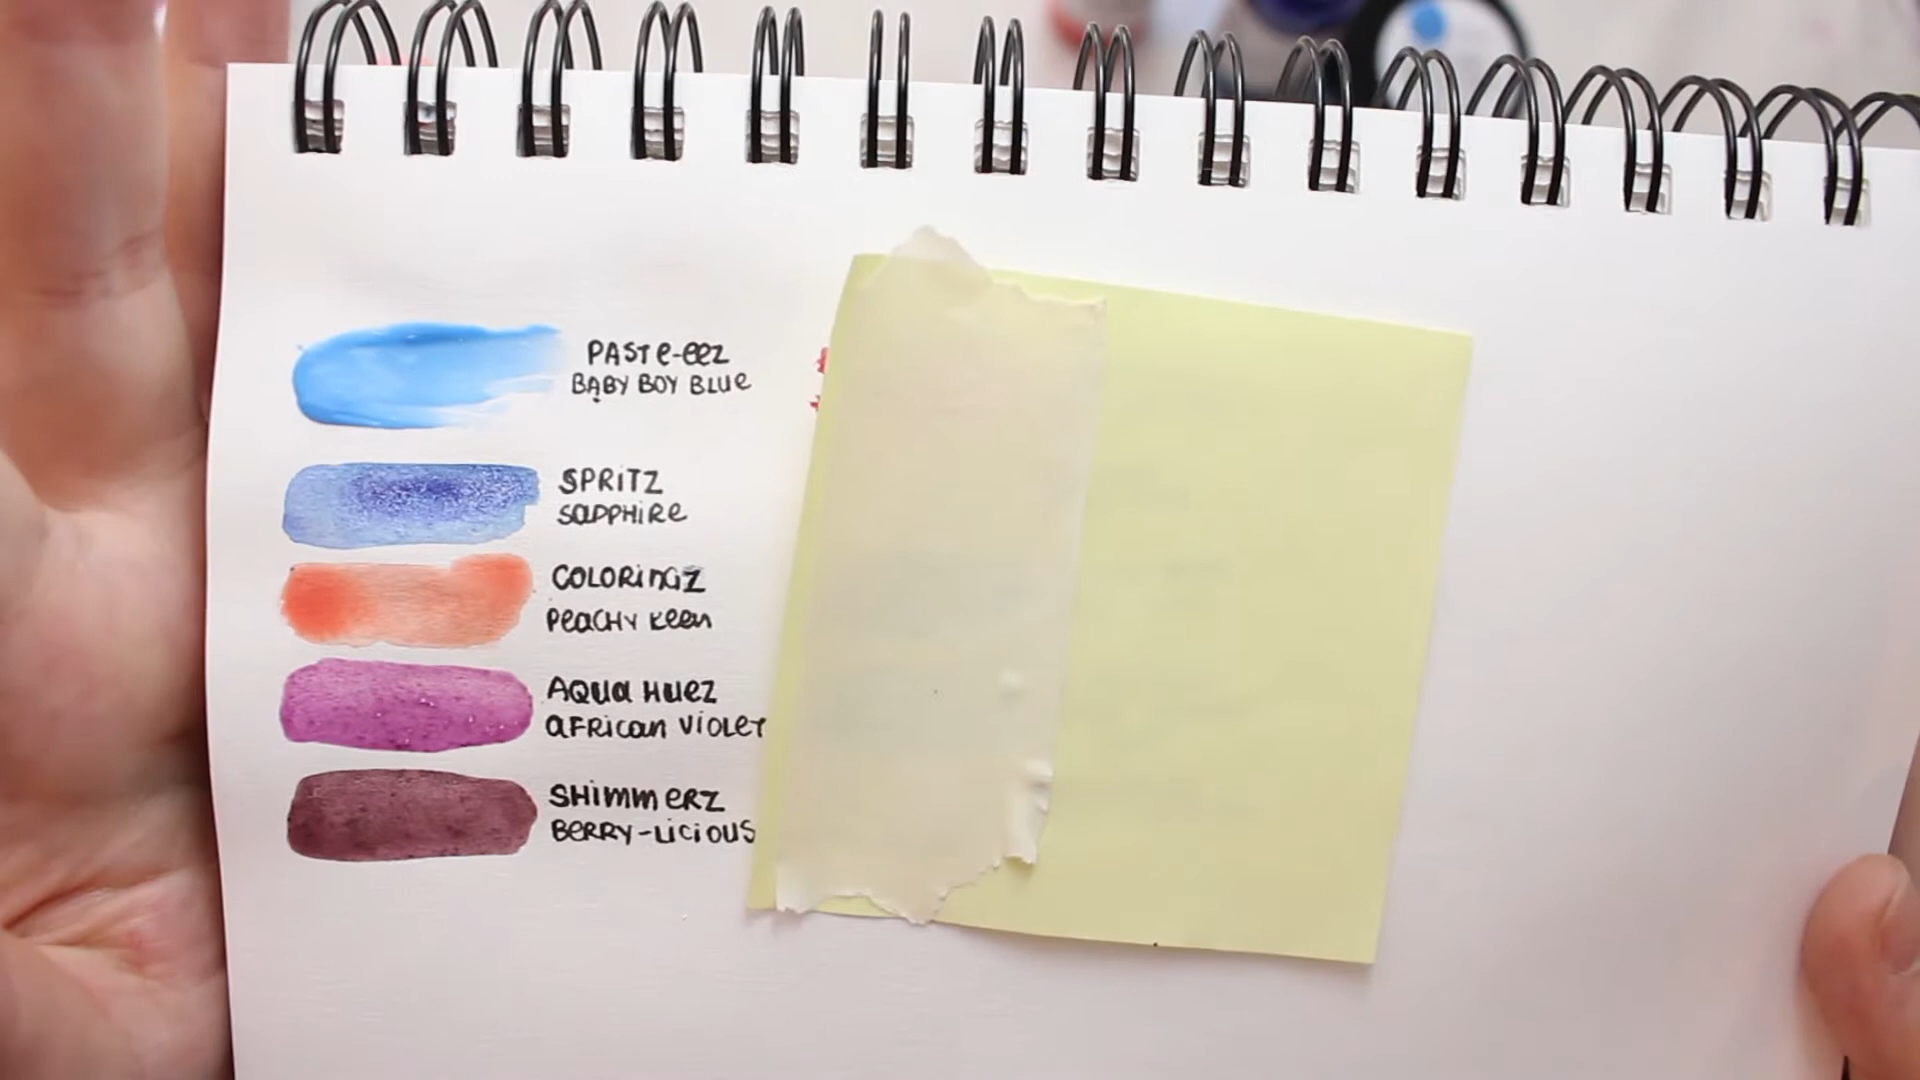 PASTe-eez
BABY BOY BLUe
SPRiTZ
SaPPHiRe
COLORinGZ
PeaCHY Keen
AQua Huez
aFRican VioLeT
SHimmeRZ
BeRRY-Licious